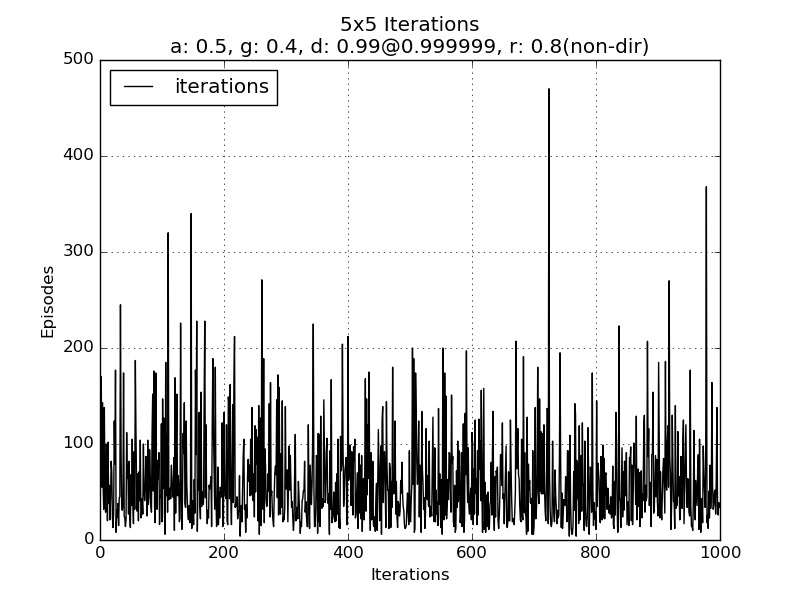 5x5 Iterations
a: 0.5, g: 0.4, d: 0.99@0.999999, r: 0.8(non-dir)
iterations
500
400
300
200
100
0
Episodes
0 200 400 600 800 1000
Iterations